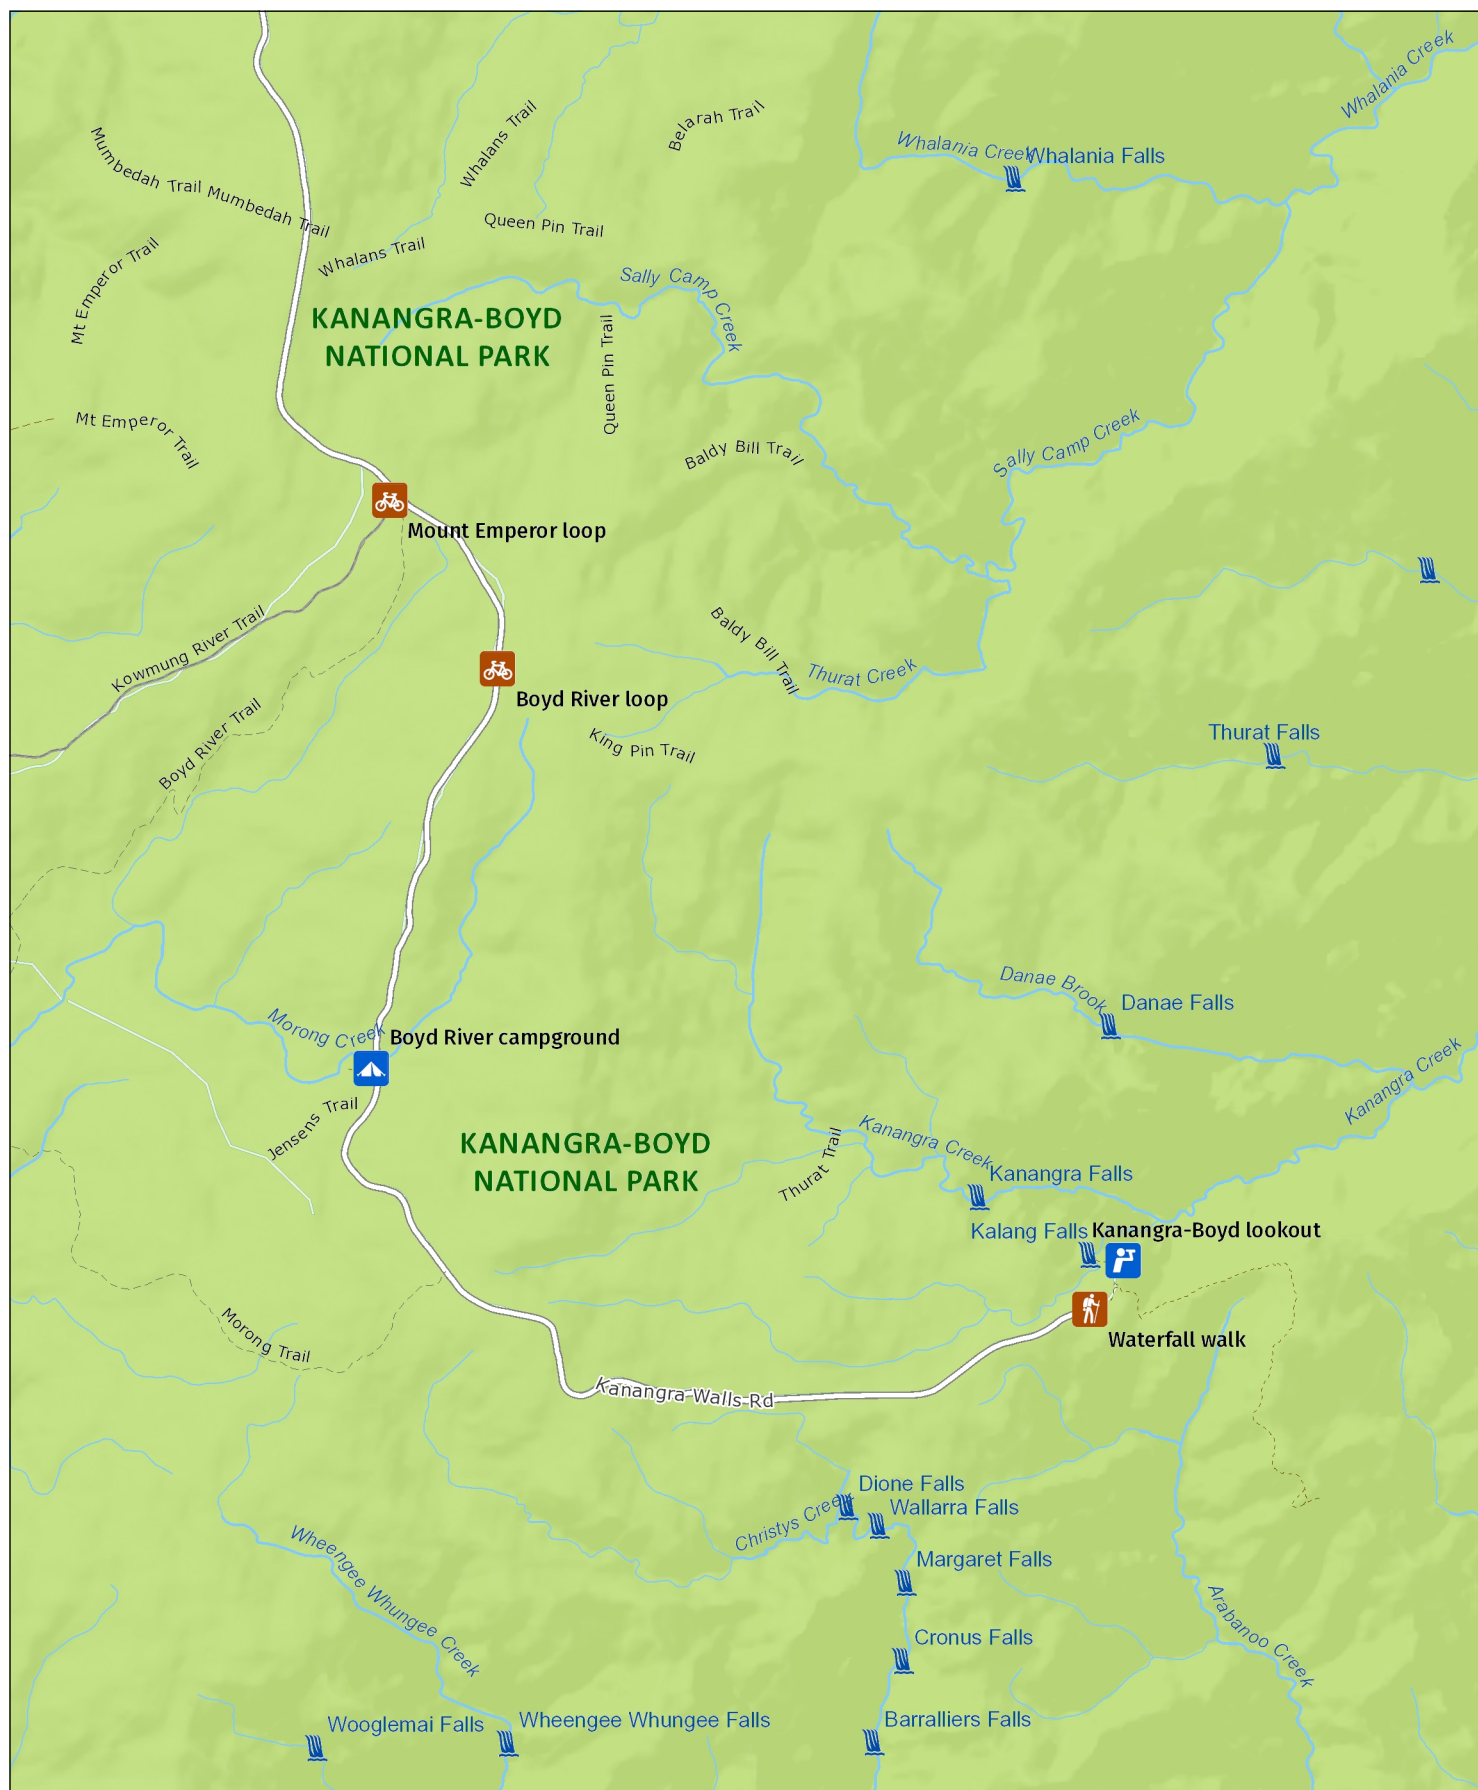 Whalania Creek
Whalans Trail
Belarah Trail
Mumbedah Trail
Mumbedah Trail
Whalania Creek
Whalania Falls
Queen Pin Trail
Mt Emperor Trail
Whalans Trail
Sally Camp Creek
KANANGRA-BOYD
NATIONAL PARK
Queen Pin Trail
Mt Emperor Trail
Baldy Bill Trail
Sally Camp Creek
Mount Emperor loop
Kowmung River Trail
Baldy Bill Trail
Thurat Creek
Boyd River loop
Boyd River Trail
King Pin Trail
Thurat Falls
Danae Brook
Danae Falls
Morong Creek
Boyd River campground
Kanangra Creek
Jensens Trail
KANANGRA-BOYD
NATIONAL PARK
Thurat Trail
Kanangra Creek
Kanangra Falls
Kalang Falls
Kanangra-Boyd lookout
Morong Trail
Waterfall walk
Kanangra Walls Rd
Dione Falls
Christys Creek
Wallarra Falls
Wheengee Whungee Creek
Margaret Falls
Arabanoo Creek
Cronus Falls
Wooglemai Falls
Wheengee Whungee Falls
Barralliers Falls